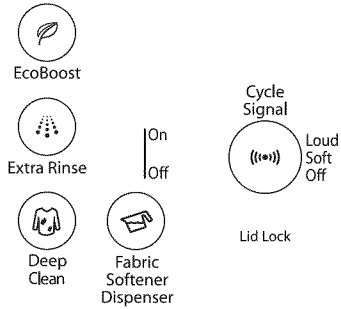 EcoBoost
Extra Rinse
On
Off
Deep
Clean
Fabric
Softener
Dispenser
Cycle
Signal
Loud
Soft
Off
Lid Lock